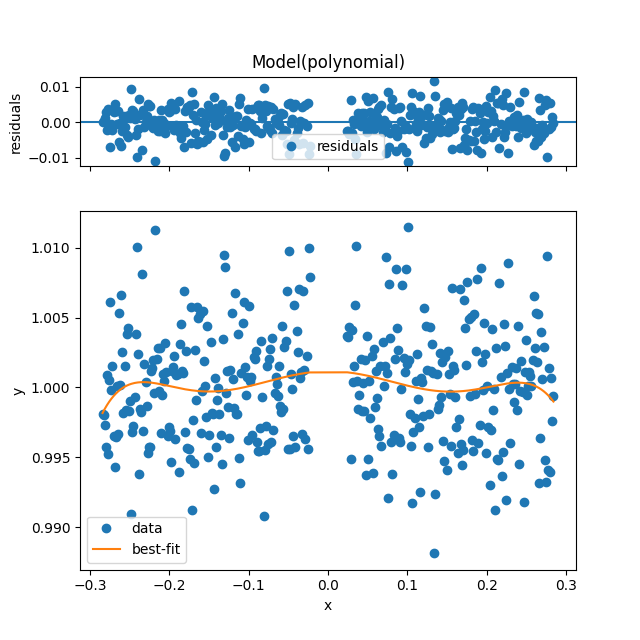 Model(polynomial)
0.01
0.00
−0.01
residuals
residuals
1.010
1.005
1.000
0.995
0.990
y
data
best-fit
−0.3 −0.2 −0.1 0.0 0.1 0.2 0.3
x